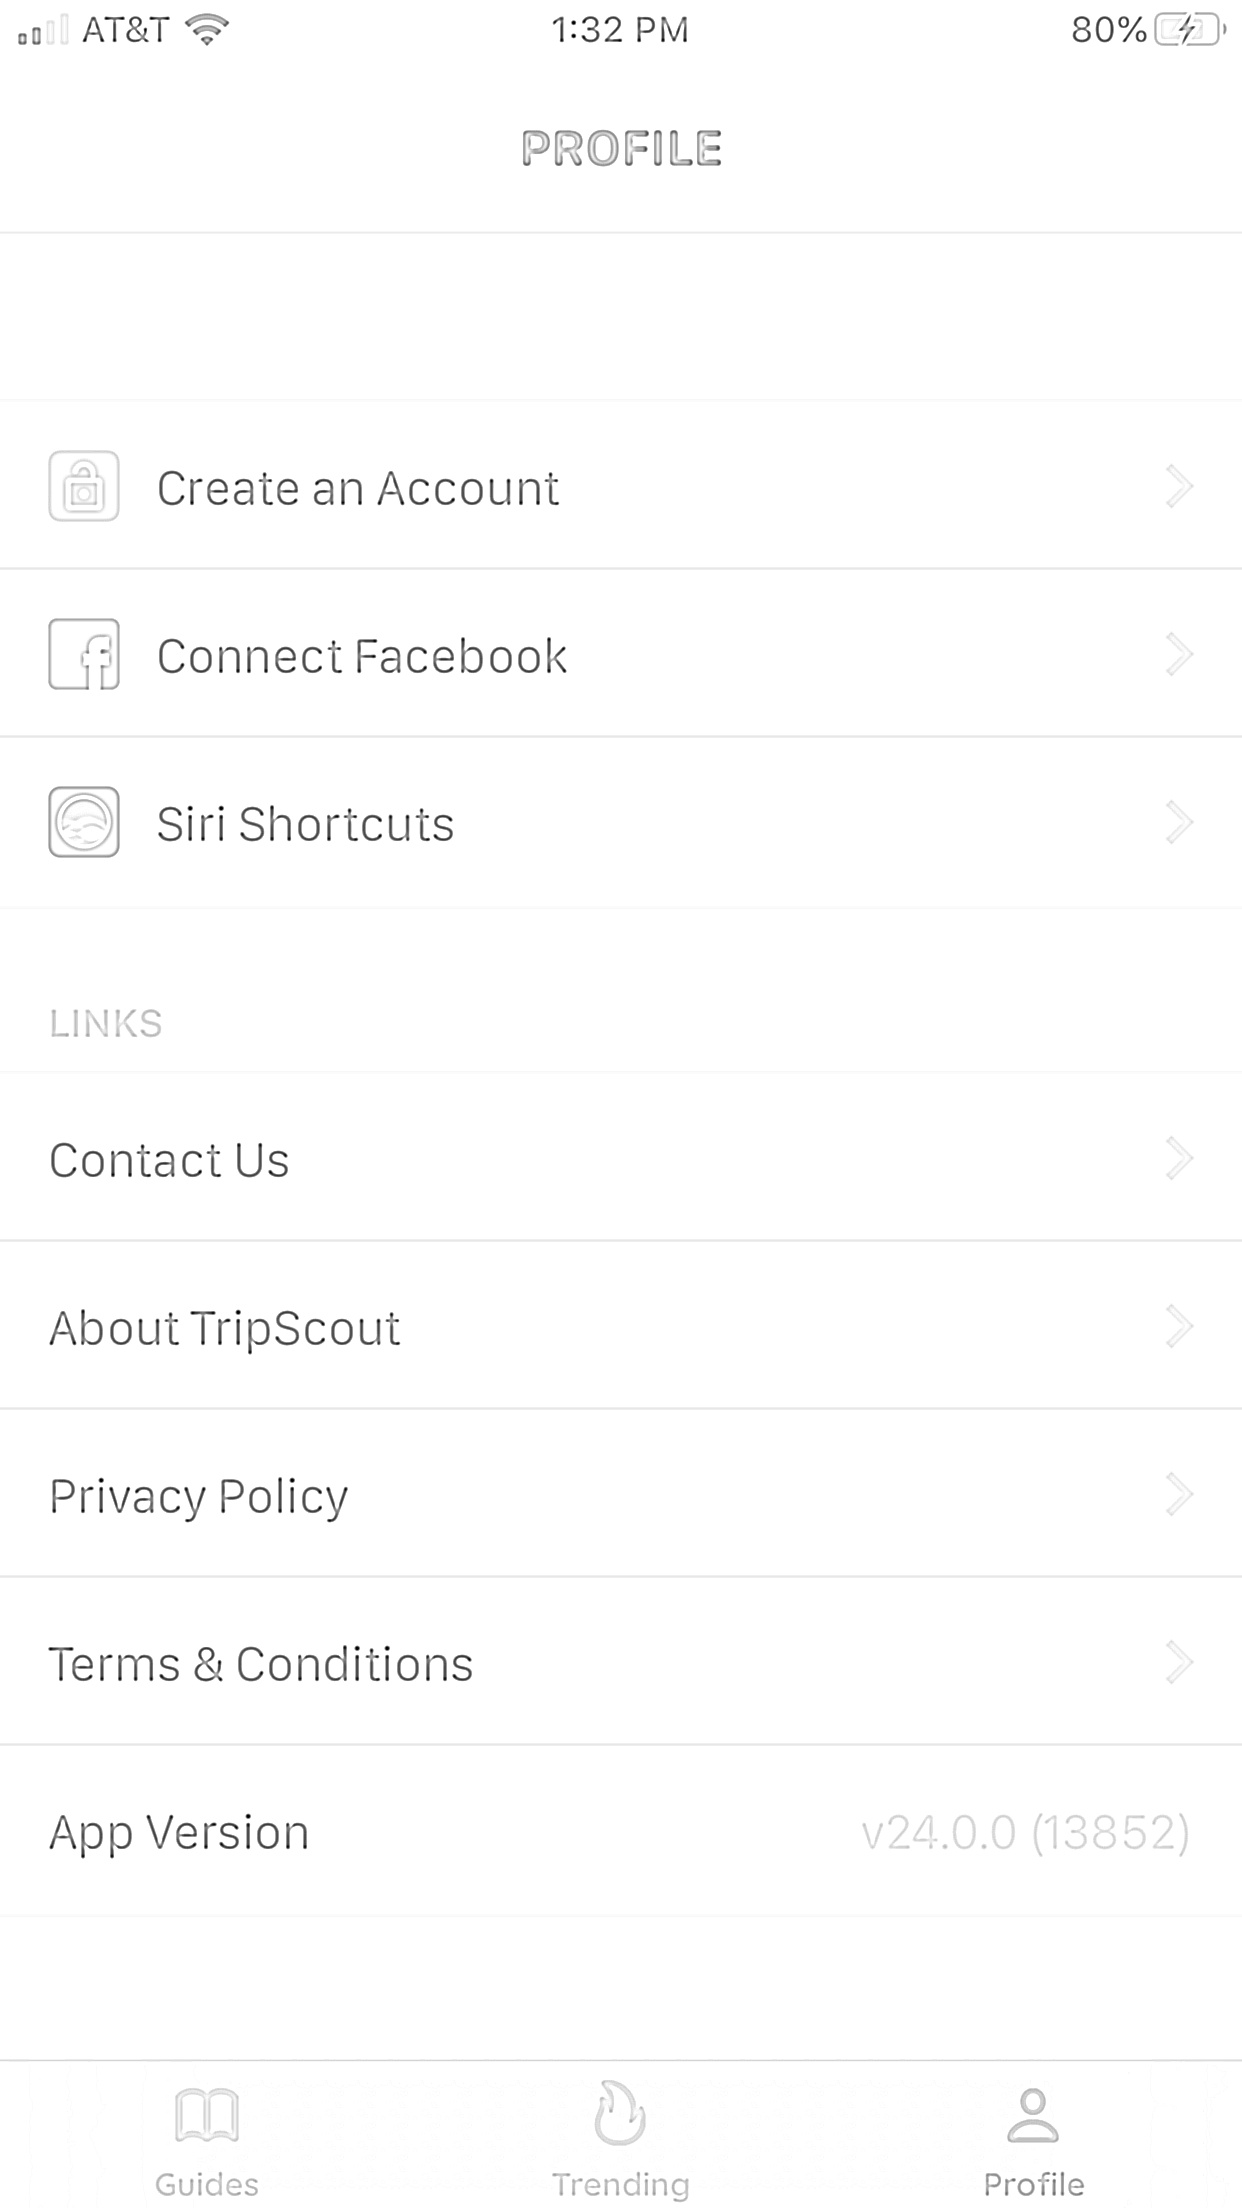 AT&T 1:32 PM 80%
PROFILE
Create an Account
Connect Facebook
Siri Shortcuts
LINKS
Contact Us
About TripScout
Privacy Policy
Terms & Conditions
App Version v24.0.0 (13852)
Guides Trending Profile